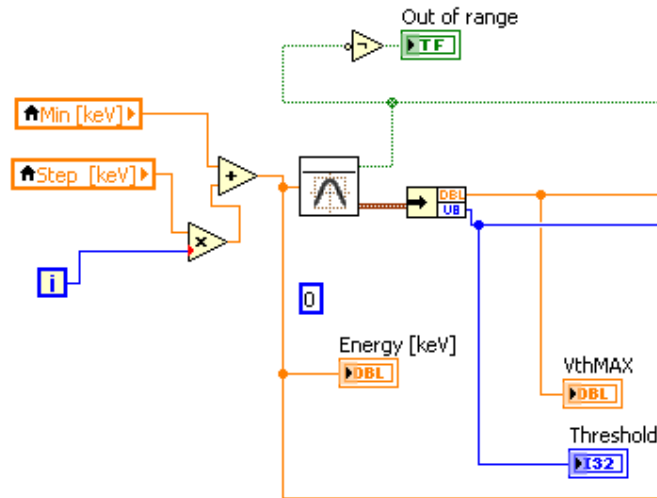 Out of range
TF
Min [keV]
Step [keV]
+
x
i
DBL
U8
0
Energy [keV]
DBL
VthMAX
DBL
Threshold
I32